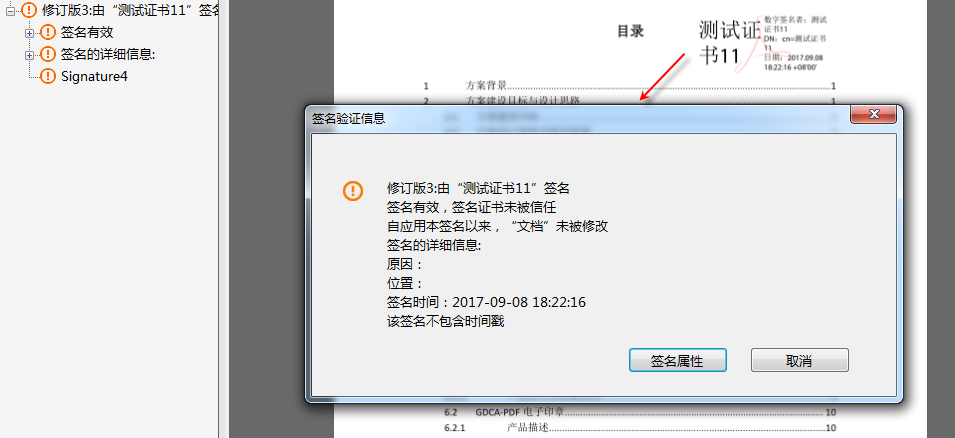 修订版3:由“测试证书11”签名
签名有效
签名的详细信息:
Signature4
目录
测试证
书11
数字签名者：测试
证书11
DN：cn=测试证书
11
日期：2017.09.08
18:22:16 +08'00'
1 方案背景 1
2 方案建设目标与设计思路 1
签名验证信息
修订版3:由“测试证书11”签名
签名有效，签名证书未被信任
自应用本签名以来，“文档”未被修改
签名的详细信息:
原因：
位置：
签名时间：2017-09-08 18:22:16
该签名不包含时间戳
签名属性
取消
6.2 GDCA-PDF 电子印章 10
6.2.1 产品描述 10